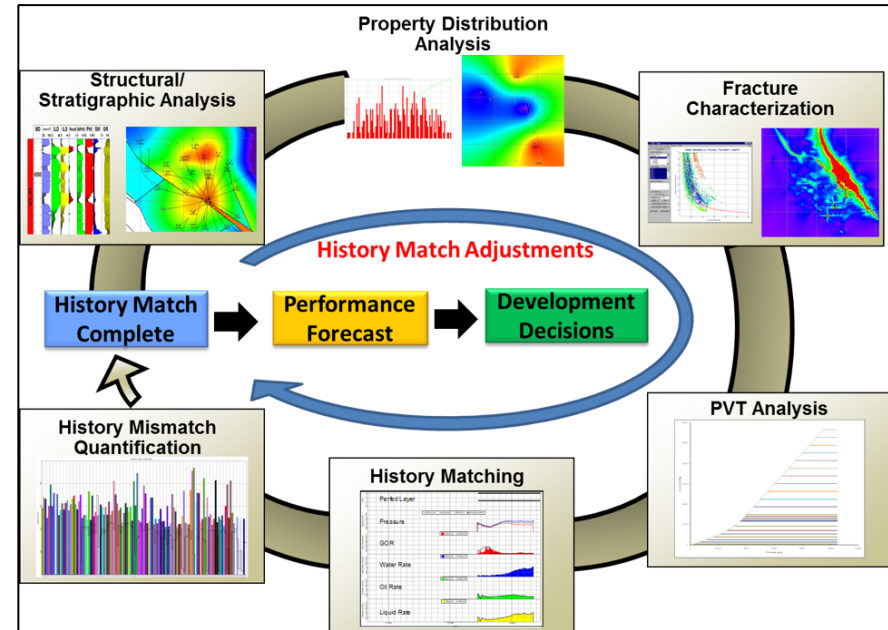 Property Distribution
Analysis
Structural/
Stratigraphic Analysis
Fracture
Characterization
History Match Adjustments
History Match
Complete
Performance
Forecast
Development
Decisions
PVT Analysis
History Mismatch
Quantification
History Matching
Perfed Layer
Pressure
GOR
Water Rate
Oil Rate
Liquid Rate